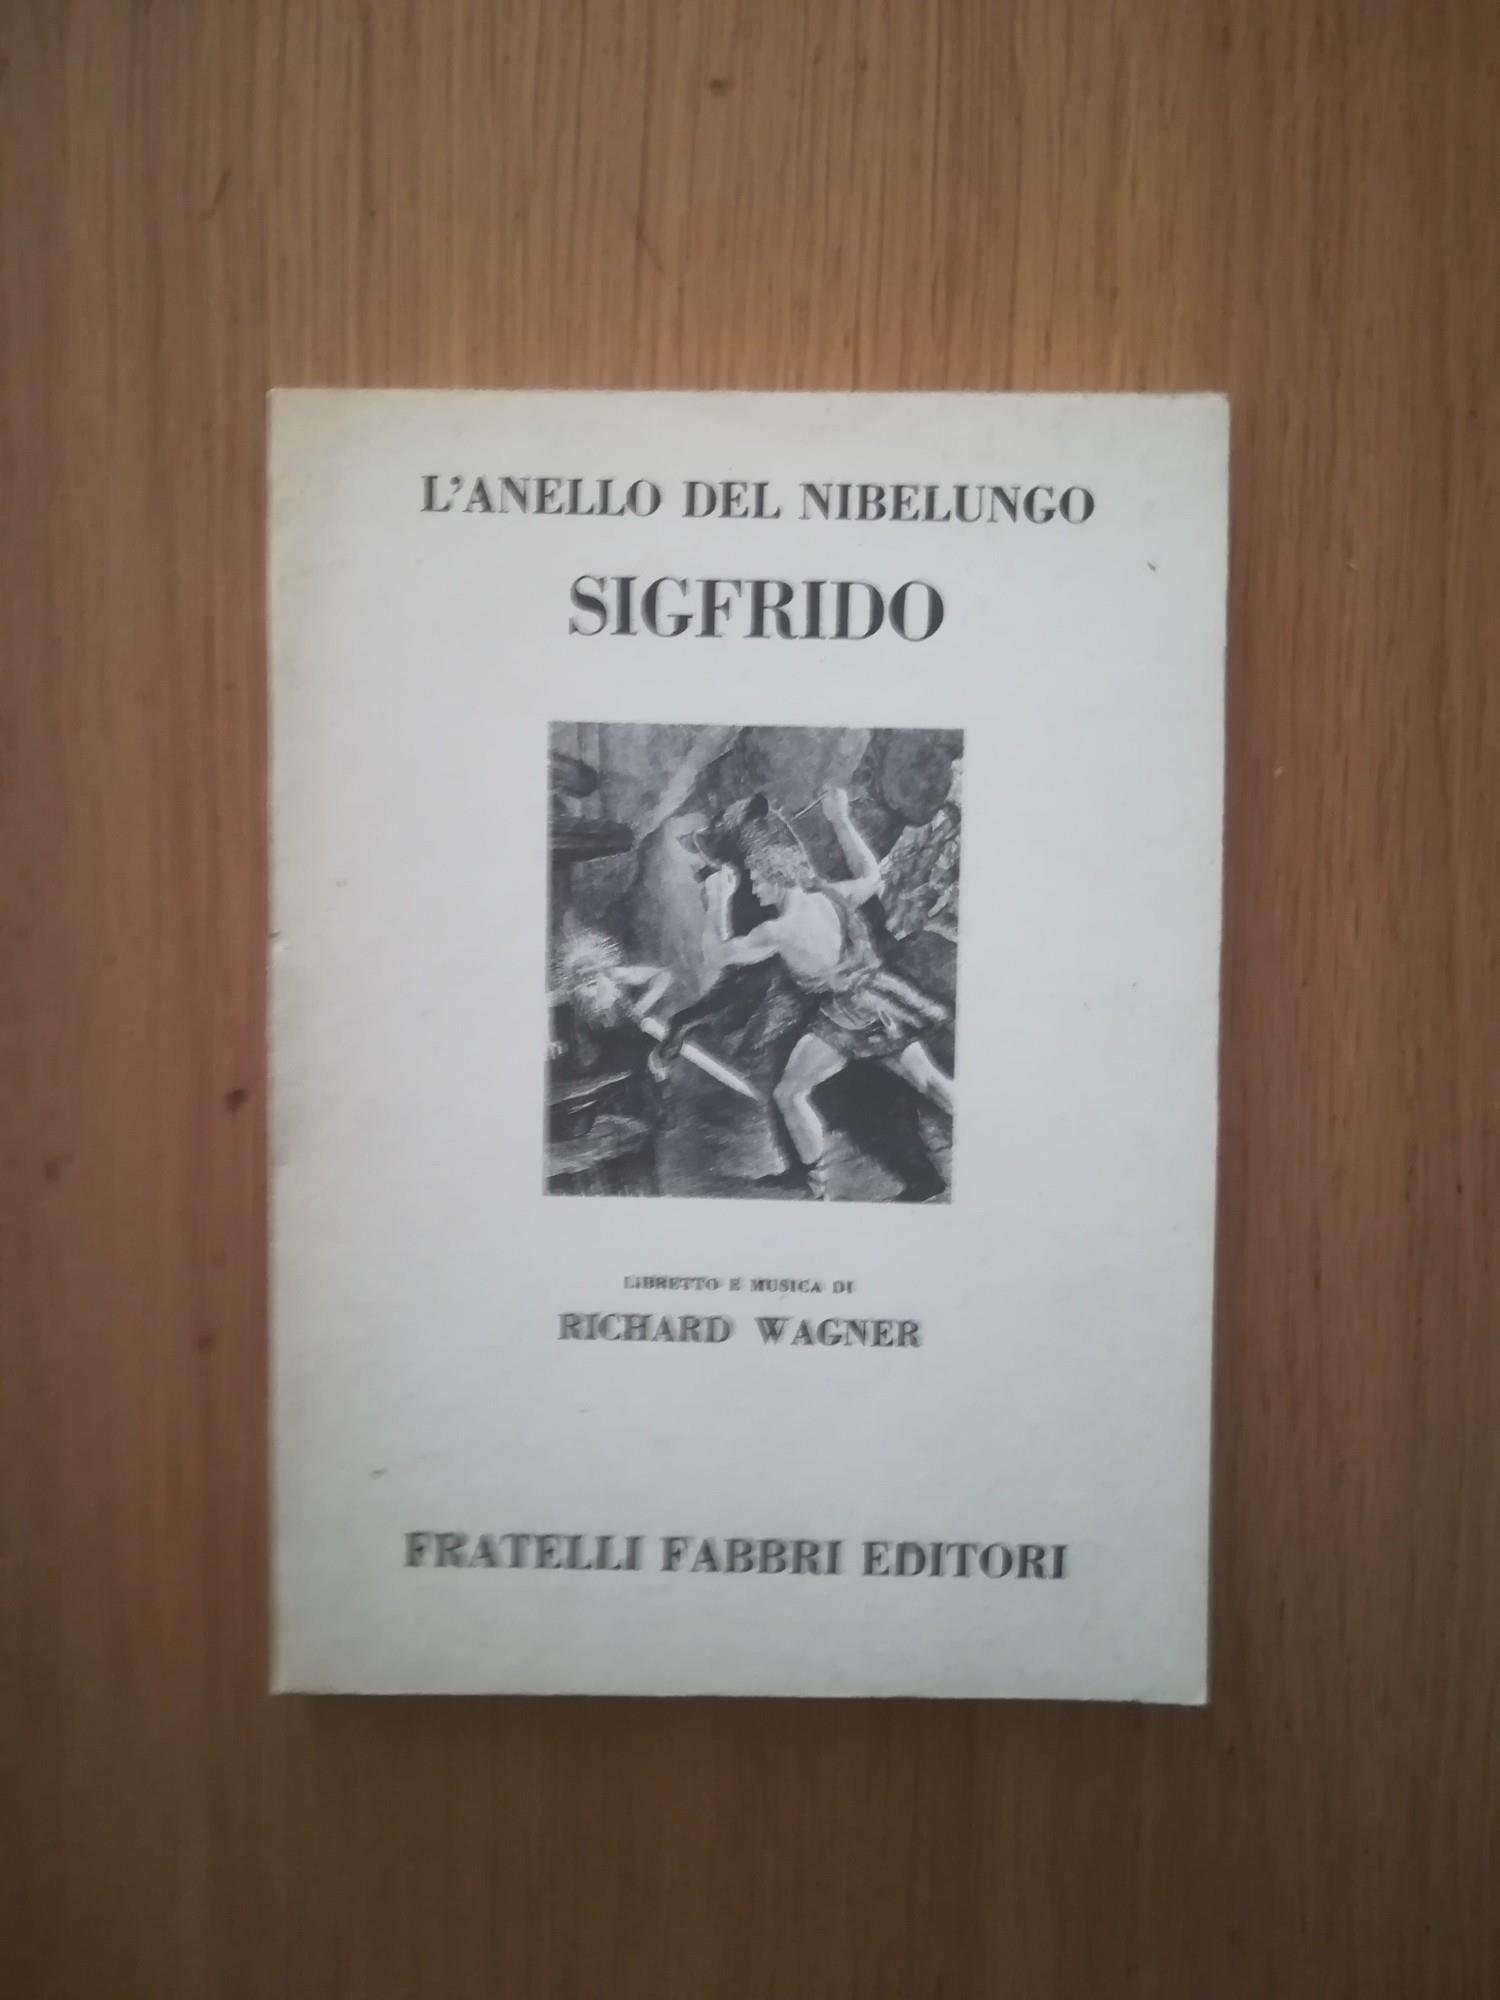 L'ANELLO DEL NIBELUNGO
SIGFRIDO
LIBRETTO E MUSICA DI
RICHARD WAGNER
FRATELLI FABBRI EDITORI